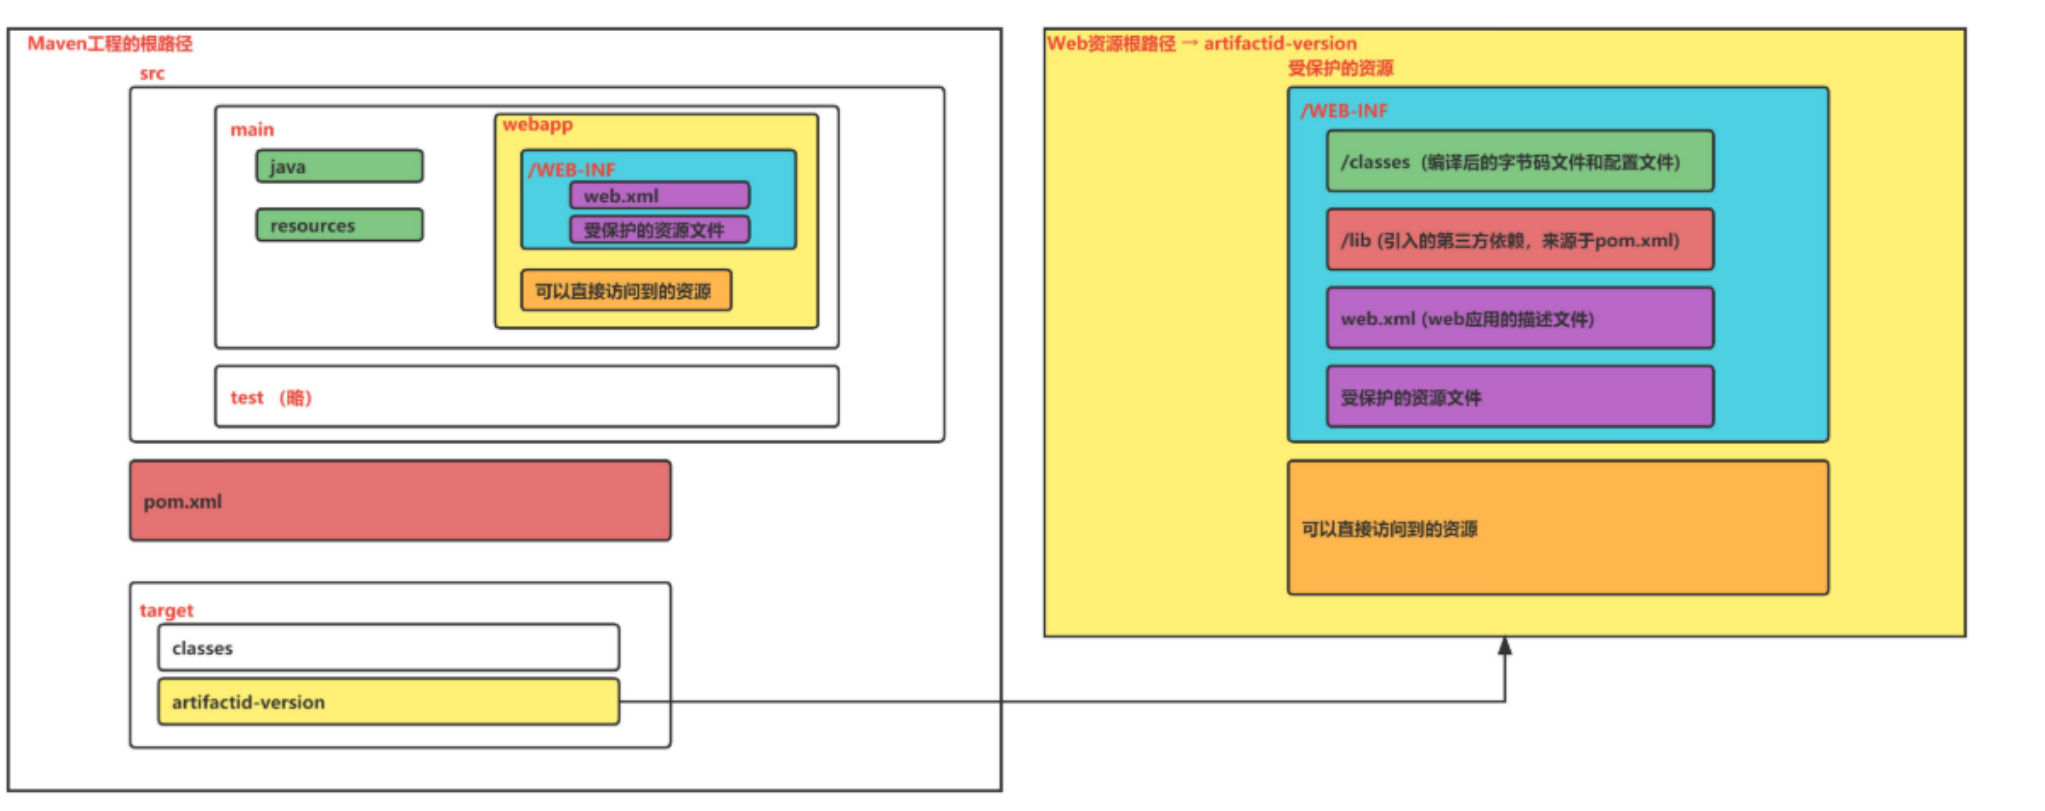 Maven工程的根路径
src
main
java
resources
webapp
/WEB-INF
web.xml
受保护的资源文件
可以直接访问到的资源
test （略）
pom.xml
target
classes
artifactid-version
Web资源根路径 → artifactid-version
受保护的资源
/WEB-INF
/classes（编译后的字节码文件和配置文件）
/lib (引入的第三方依赖，来源于pom.xml)
web.xml (web应用的描述文件)
受保护的资源文件
可以直接访问到的资源